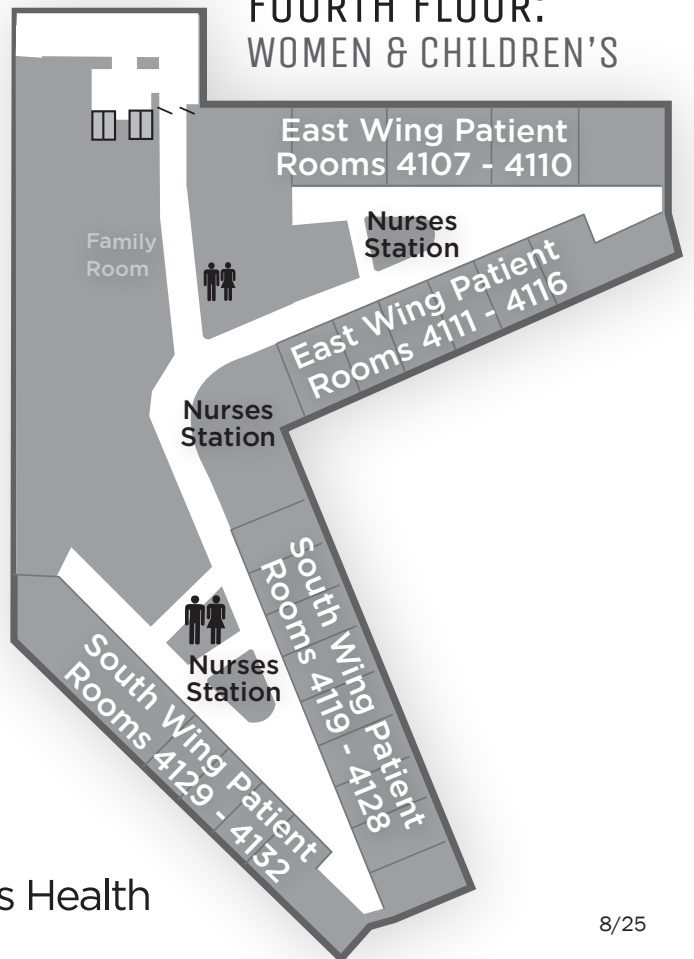 FOURTH FLOOR:
WOMEN & CHILDREN'S
East Wing Patient
Rooms 4107 - 4110
Nurses
Station
Family
Room
East Wing Patient
Rooms 4111 - 4116
Nurses
Station
South Wing Patient
Rooms 4119 - 4128
Nurses
Station
South Wing Patient
Rooms 4129 - 4132
s Health
8/25